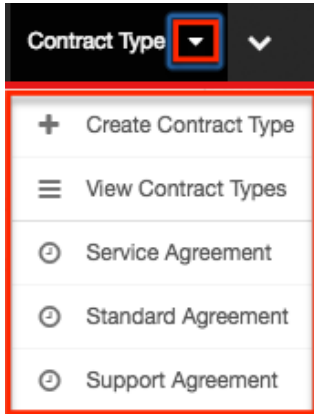 Contract Type
Create Contract Type
View Contract Types
Service Agreement
Standard Agreement
Support Agreement